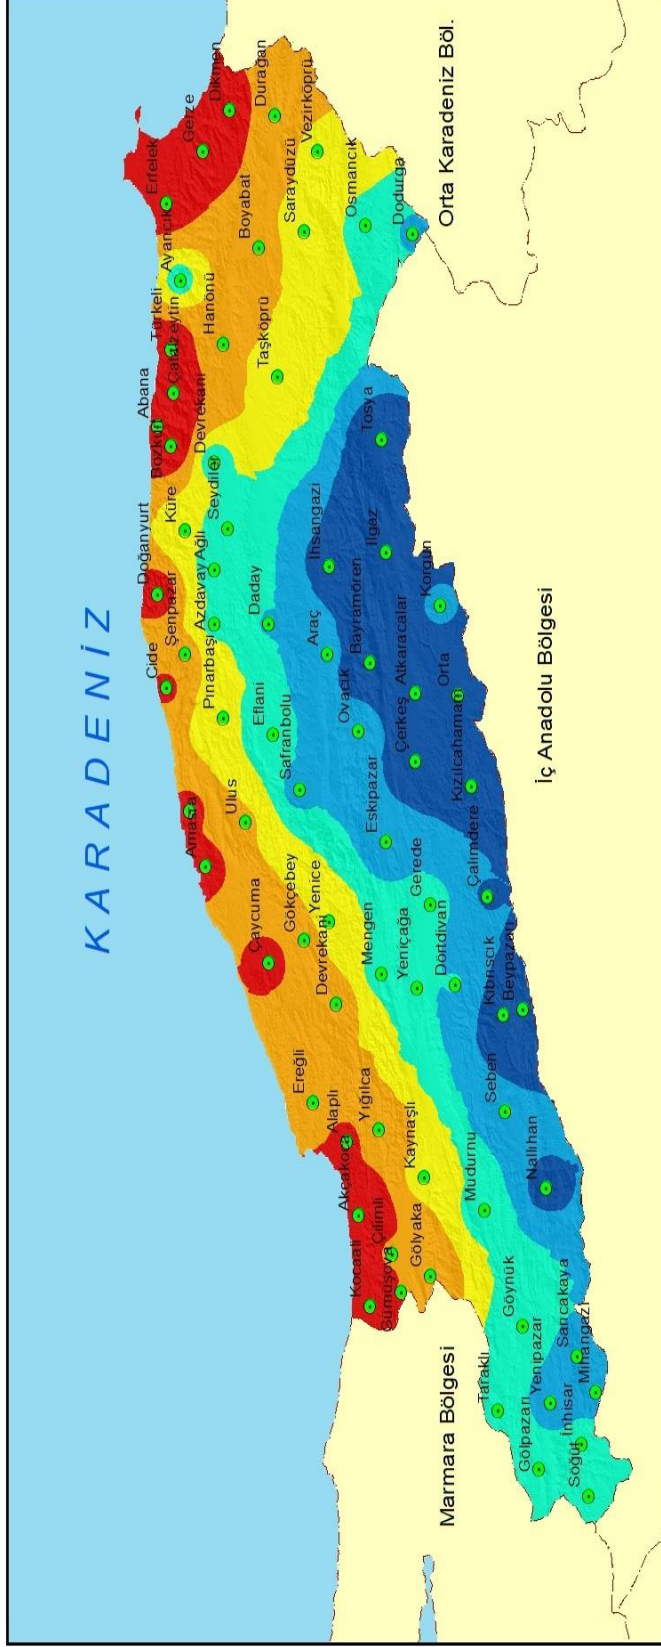 KARADENİZ
Kocaali
Akçakoca
Alaplı
Ereğli
Çilimli
Gümüşova
Gölyaka
Yığılca
Kaynaşlı
Çaycuma
Devrekani
Gökçebey
Yenice
Amasra
Ulus
Cide
Şenpazar
Doğanyurt
Pınarbaşı
Azdavay
Ağlı
Küre
Seydiler
Devrekani
Bozkurt
Abana
Çatalzeytin
Türkeli
Ayancık
Erfelek
Gerze
Dikmen
Durağan
Vezirköprü
Saraydüzü
Boyabat
Hanönü
Taşköprü
Osmancık
Dodurga
Tosya
Ilgaz
İhsangazi
Korgun
Daday
Araç
Eflani
Safranbolu
Ovacık
Bayramören
Atkaracalar
Çerkeş
Orta
Kızılcahamam
Eskipazar
Çalımdere
Gerede
Dörtdivan
Yeniçağa
Mengen
Kıbrıscık
Beypazarı
Seben
Nallıhan
Mudurnu
Göynük
Taraklı
Yenipazar
Sarıcakaya
Mihangazi
İnhisar
Gölpazarı
Söğüt
Marmara Bölgesi
İç Anadolu Bölgesi
Orta Karadeniz Böl.